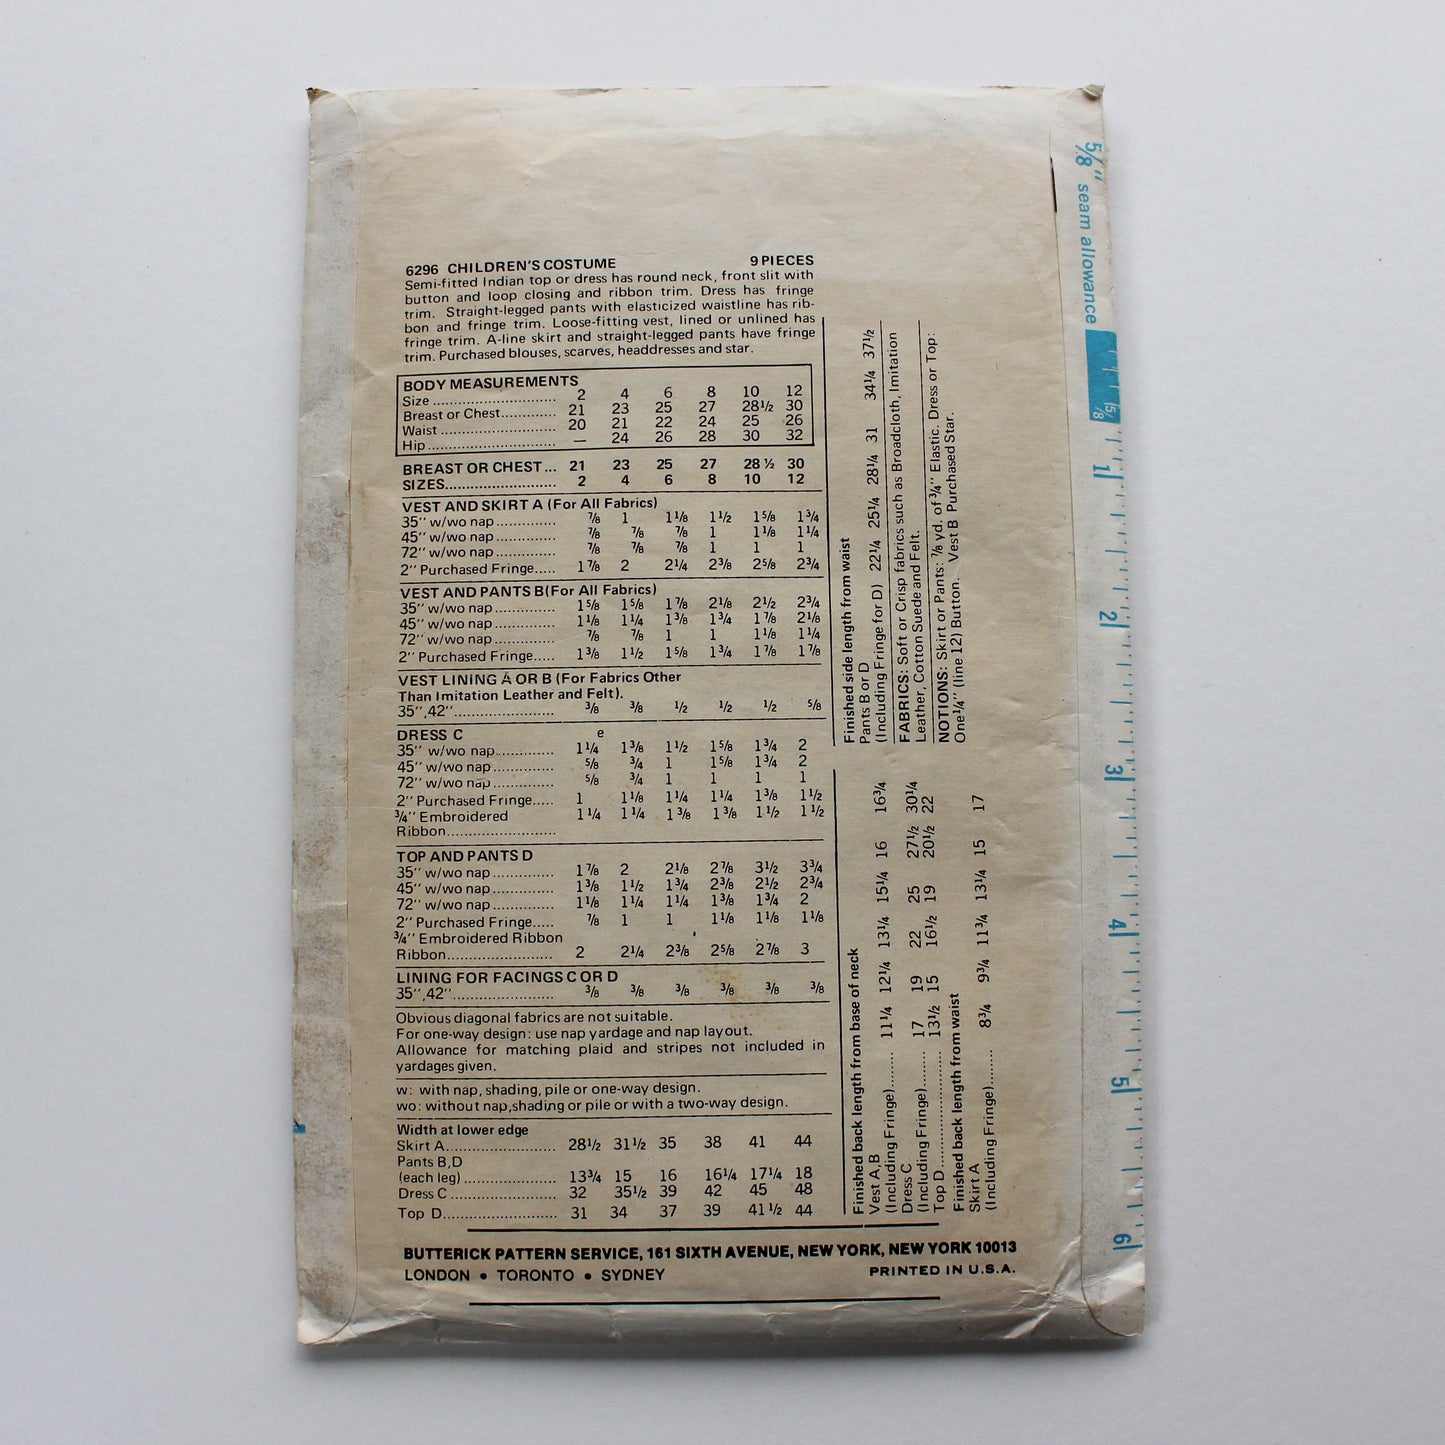 6296 CHILDREN'S COSTUME 9 PIECES
Semi-fitted Indian top or dress has round neck, front slit with
button and loop closing and ribbon trim. Dress has fringe
trim. Straight-legged pants with elasticized waistline has rib-
bon and fringe trim. Loose-fitting vest, lined or unlined has
fringe trim. A-line skirt and straight-legged pants have fringe
trim. Purchased blouses, scarves, headdresses and star.
BODY MEASUREMENTS
Size 2 4 6 8 10 12
Breast or Chest 21 23 25 27 28½ 30
Waist 20 21 22 24 25 26
Hip — 24 26 28 30 32
BREAST OR CHEST... 21 23 25 27 28 ½ 30
SIZES 2 4 6 8 10 12
VEST AND SKIRT A (For All Fabrics)
35" w/wo nap ⅞ 1 1⅛ 1½ 1⅝ 1¾
45" w/wo nap ⅞ ⅞ ⅞ 1 1⅛ 1¼
72" w/wo nap ⅞ ⅞ ⅞ 1 1 1
2" Purchased Fringe..... 1⅞ 2 2¼ 2⅜ 2⅝ 2¾
VEST AND PANTS B (For All Fabrics)
35" w/wo nap 1⅝ 1⅝ 1⅞ 2⅛ 2½ 2¾
45" w/wo nap 1⅛ 1¼ 1⅜ 1¾ 1⅞ 2⅛
72" w/wo nap ⅞ ⅞ 1 1 1⅛ 1¼
2" Purchased Fringe..... 1⅜ 1½ 1⅝ 1¾ 1⅞ 1⅞
VEST LINING A OR B (For Fabrics Other
Than Imitation Leather and Felt).
35",42" ⅜ ⅜ ½ ½ ½ ⅝
DRESS C e
35" w/wo nap 1¼ 1⅜ 1½ 1⅝ 1¾ 2
45" w/wo nap ⅝ ¾ 1 1⅝ 1¾ 2
72" w/wo nap ⅝ ¾ 1 1 1 1
2" Purchased Fringe..... 1 1⅛ 1¼ 1¼ 1⅜ 1½
¾" Embroidered 1¼ 1¼ 1⅜ 1⅜ 1½ 1½
Ribbon
TOP AND PANTS D
35" w/wo nap 1⅞ 2 2⅛ 2⅞ 3½ 3¾
45" w/wo nap 1⅜ 1½ 1¾ 2⅜ 2½ 2¾
72" w/wo nap 1⅛ 1¼ 1¼ 1⅜ 1¾ 2
2" Purchased Fringe.... ⅞ 1 1 1⅛ 1⅛ 1⅛
¾" Embroidered Ribbon
Ribbon 2 2¼ 2⅜ 2⅝ 2⅞ 3
LINING FOR FACINGS C OR D
35",42" ⅜ ⅜ ⅜ ⅜ ⅜ ⅜
Obvious diagonal fabrics are not suitable.
For one-way design: use nap yardage and nap layout.
Allowance for matching plaid and stripes not included in
yardages given.
w: with nap, shading, pile or one-way design.
wo: without nap,shading or pile or with a two-way design.
Width at lower edge
Skirt A 28½ 31½ 35 38 41 44
Pants B,D
(each leg) 13¾ 15 16 16¼ 17¼ 18
Dress C 32 35½ 39 42 45 48
Top D 31 34 37 39 41½ 44
Finished side length from waist
Pants B or D
(Including Fringe for D) 22¼ 25¼ 28¼ 31 34¼ 37½
FABRICS: Soft or Crisp fabrics such as Broadcloth, Imitation
Leather, Cotton Suede and Felt.
NOTIONS: Skirt or Pants: ⅞ yd. of ¾" Elastic. Dress or Top:
One ¼" (line 12) Button. Vest B Purchased Star.
Finished back length from base of neck
Vest A,B
(Including Fringe) 11¼ 12¼ 13¼ 15¼ 16 16¾
Dress C
(Including Fringe) 17 19 22 25 27½ 30¼
Top D 13½ 15 16½ 19 20½ 22
Finished back length from waist
Skirt A
(Including Fringe) 8¾ 9¾ 11¾ 13¼ 15 17
BUTTERICK PATTERN SERVICE, 161 SIXTH AVENUE, NEW YORK, NEW YORK 10013
LONDON • TORONTO • SYDNEY PRINTED IN U.S.A.
⅝" seam allowance
⅝
1
2
3
4
5
6